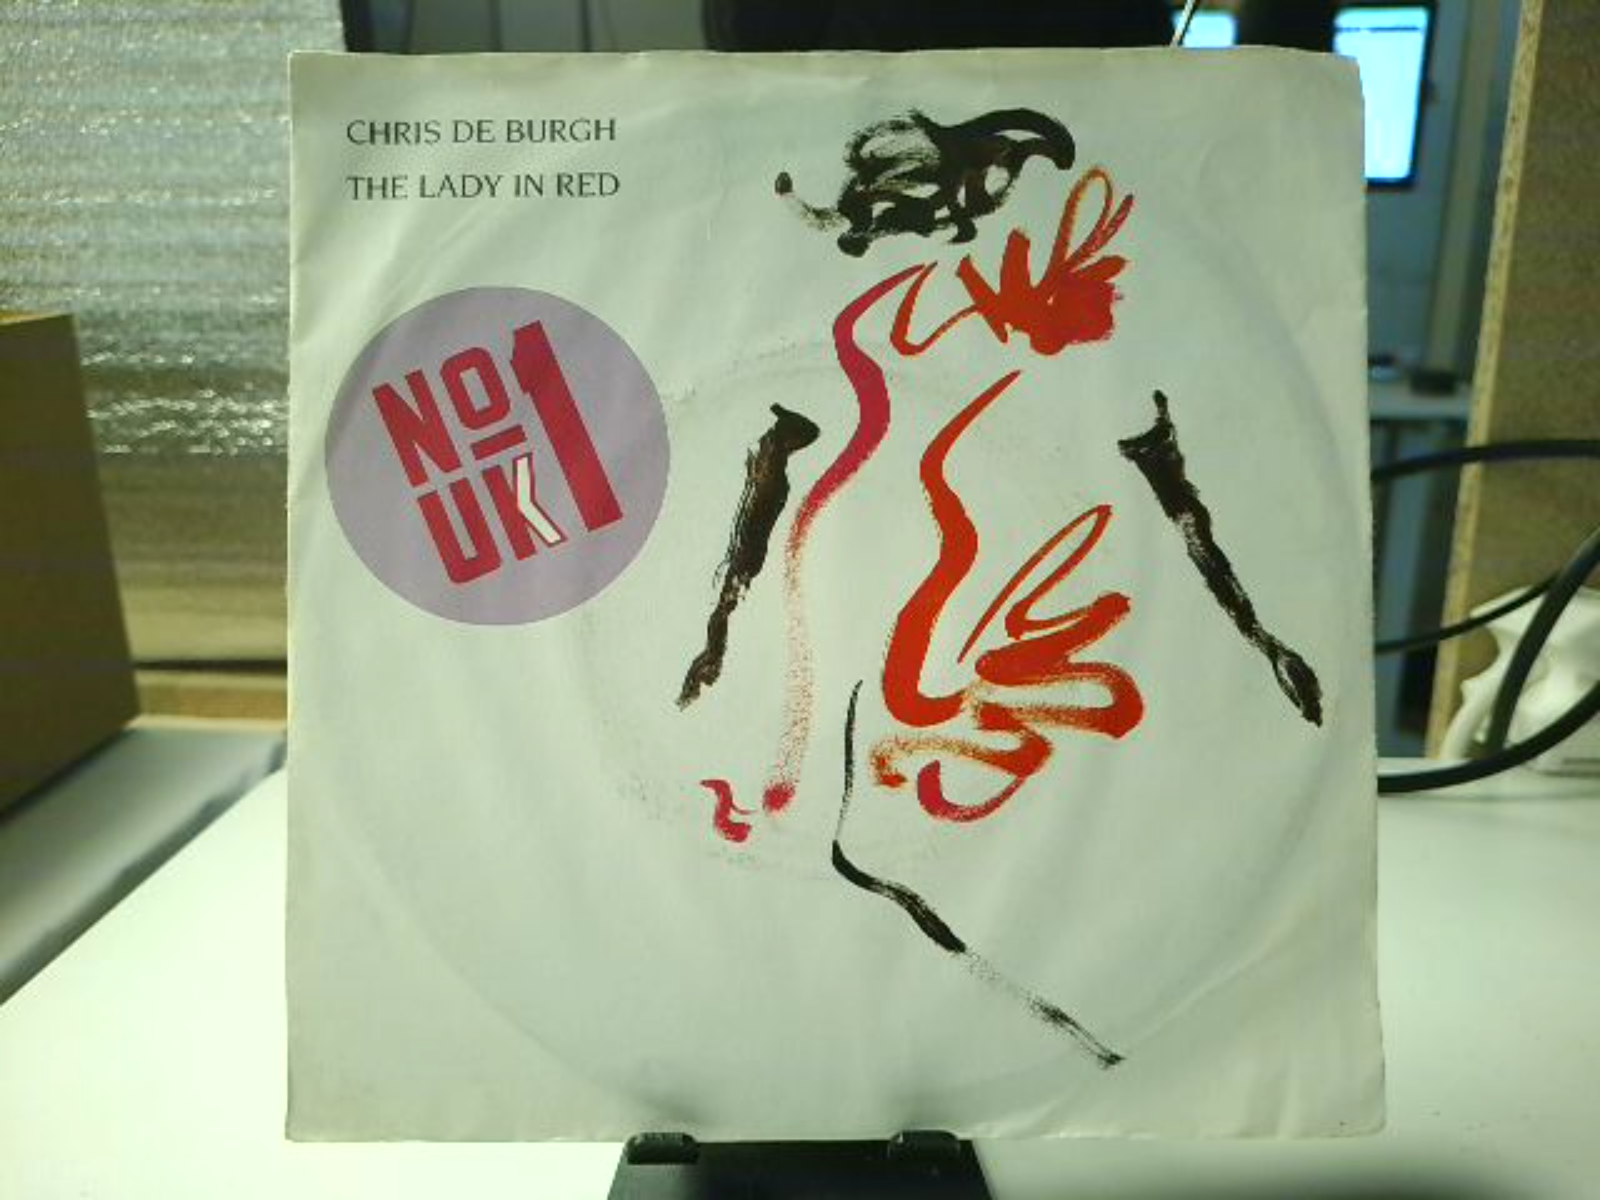 CHRIS DE BURGH
THE LADY IN RED
No 1
UK